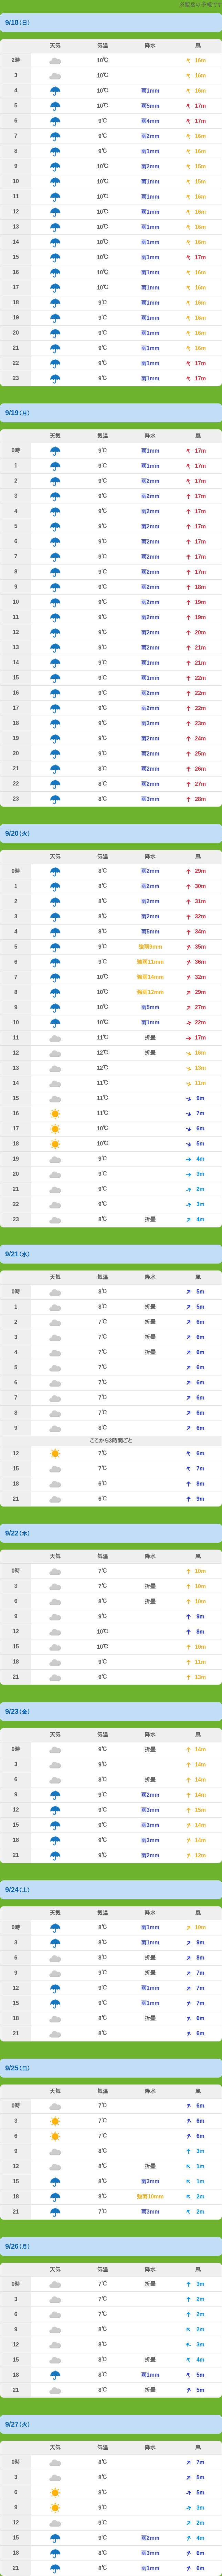 9/18(日)
天気 気温 降水 風
2時 10℃ 16m
3 10℃ 16m
4 10℃ 雨1mm 16m
5 10℃ 雨5mm 17m
6 9℃ 雨4mm 17m
7 9℃ 雨2mm 16m
8 9℃ 雨1mm 16m
9 10℃ 雨2mm 15m
10 10℃ 雨1mm 15m
11 10℃ 雨1mm 16m
12 10℃ 雨1mm 16m
13 10℃ 雨1mm 16m
14 10℃ 雨1mm 16m
15 10℃ 雨1mm 17m
16 10℃ 雨1mm 16m
17 10℃ 雨1mm 16m
18 9℃ 雨1mm 16m
19 9℃ 雨1mm 16m
20 9℃ 雨1mm 16m
21 9℃ 雨1mm 16m
22 9℃ 雨1mm 17m
23 9℃ 雨1mm 17m
9/19(月)
天気 気温 降水 風
0時 9℃ 雨1mm 17m
1 9℃ 雨1mm 17m
2 9℃ 雨2mm 17m
3 9℃ 雨2mm 17m
4 9℃ 雨2mm 17m
5 9℃ 雨2mm 17m
6 9℃ 雨2mm 17m
7 9℃ 雨2mm 17m
8 9℃ 雨2mm 17m
9 9℃ 雨2mm 18m
10 9℃ 雨2mm 19m
11 9℃ 雨2mm 19m
12 9℃ 雨2mm 20m
13 9℃ 雨2mm 21m
14 9℃ 雨1mm 21m
15 9℃ 雨1mm 22m
16 9℃ 雨2mm 22m
17 9℃ 雨2mm 22m
18 9℃ 雨3mm 23m
19 9℃ 雨2mm 24m
20 9℃ 雨2mm 25m
21 8℃ 雨2mm 26m
22 8℃ 雨2mm 27m
23 8℃ 雨3mm 28m
9/20(火)
天気 気温 降水 風
0時 8℃ 雨2mm 29m
1 8℃ 雨2mm 30m
2 8℃ 雨2mm 31m
3 8℃ 雨2mm 32m
4 8℃ 雨5mm 34m
5 9℃ 強雨9mm 35m
6 9℃ 強雨11mm 36m
7 10℃ 強雨14mm 32m
8 10℃ 強雨12mm 29m
9 10℃ 雨5mm 27m
10 10℃ 雨1mm 22m
11 11℃ 折曇 17m
12 12℃ 折曇 16m
13 12℃ 13m
14 11℃ 11m
15 11℃ 9m
16 11℃ 7m
17 10℃ 6m
18 10℃ 5m
19 9℃ 4m
20 9℃ 3m
21 9℃ 2m
22 9℃ 3m
23 8℃ 折曇 4m
9/21(水)
天気 気温 降水 風
0時 8℃ 5m
1 8℃ 折曇 5m
2 7℃ 折曇 6m
3 7℃ 折曇 6m
4 7℃ 折曇 6m
5 7℃ 6m
6 7℃ 6m
7 7℃ 6m
8 7℃ 6m
9 8℃ 6m
ここから3時間ごと
12 7℃ 6m
15 7℃ 7m
18 6℃ 8m
21 6℃ 9m
9/22(木)
天気 気温 降水 風
0時 7℃ 10m
3 7℃ 折曇 10m
6 8℃ 折曇 10m
9 9℃ 9m
12 10℃ 8m
15 10℃ 10m
18 9℃ 11m
21 9℃ 13m
9/23(金)
天気 気温 降水 風
0時 9℃ 折曇 14m
3 9℃ 14m
6 8℃ 折曇 14m
9 9℃ 雨2mm 14m
12 9℃ 雨3mm 15m
15 8℃ 雨3mm 14m
18 8℃ 雨3mm 14m
21 9℃ 雨2mm 12m
9/24(土)
天気 気温 降水 風
0時 8℃ 雨1mm 10m
3 8℃ 雨1mm 9m
6 8℃ 折曇 8m
9 9℃ 折曇 7m
12 9℃ 雨1mm 7m
15 9℃ 雨1mm 7m
18 8℃ 折曇 6m
21 8℃ 6m
9/25(日)
天気 気温 降水 風
0時 7℃ 6m
3 7℃ 6m
6 7℃ 6m
9 8℃ 3m
12 8℃ 折曇 1m
15 8℃ 雨3mm 1m
18 8℃ 強雨10mm 2m
21 7℃ 雨3mm 2m
9/26(月)
天気 気温 降水 風
0時 7℃ 折曇 3m
3 7℃ 2m
6 7℃ 2m
9 8℃ 2m
12 8℃ 3m
15 8℃ 折曇 4m
18 8℃ 雨1mm 5m
21 8℃ 折曇 5m
9/27(火)
天気 気温 降水 風
0時 8℃ 7m
3 8℃ 5m
6 8℃ 5m
9 9℃ 3m
12 9℃ 2m
15 9℃ 雨2mm 4m
18 8℃ 雨3mm 6m
21 8℃ 雨1mm 6m